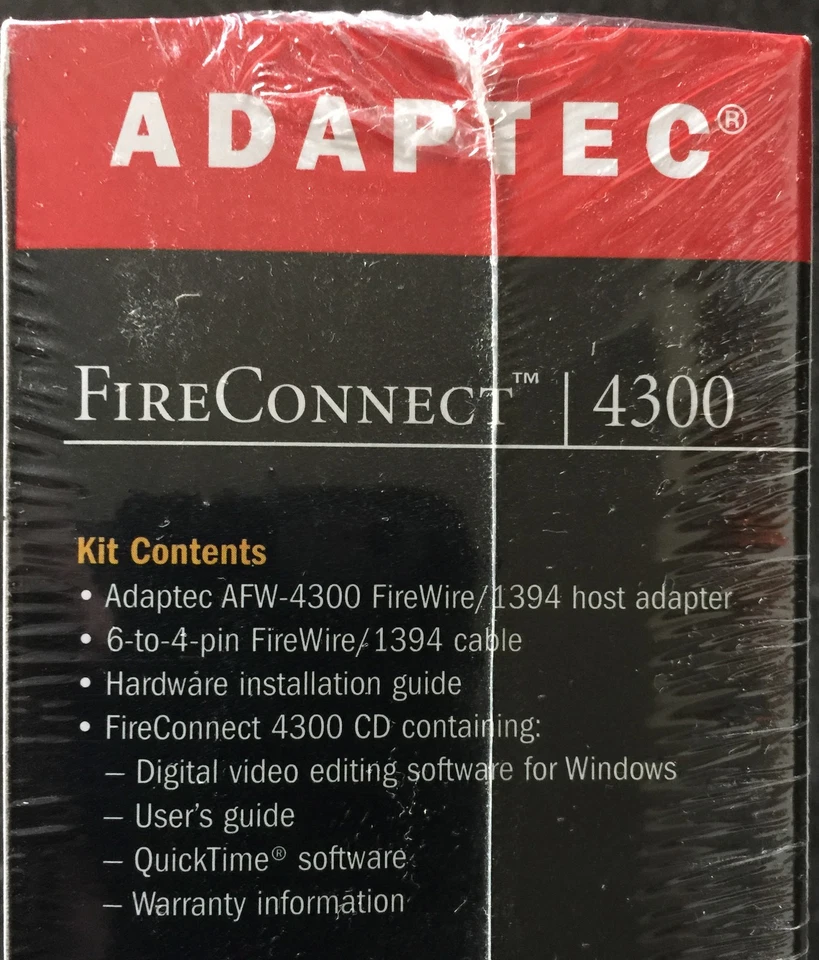 ADAPTEC®
FIRECONNECT™ | 4300
Kit Contents
• Adaptec AFW-4300 FireWire/1394 host adapter
• 6-to-4-pin FireWire/1394 cable
• Hardware installation guide
• FireConnect 4300 CD containing:
– Digital video editing software for Windows
– User's guide
– QuickTime® software
– Warranty information